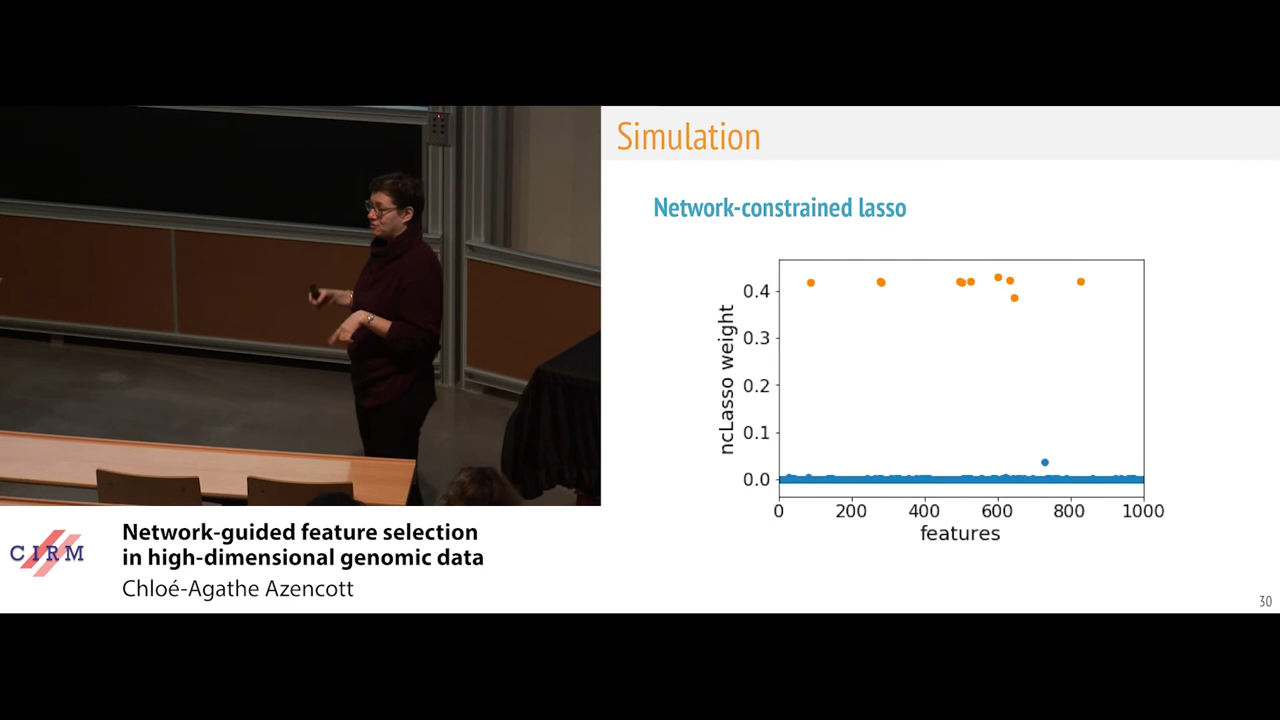 Simulation
Network-constrained lasso
ncLasso weight
0.4
0.3
0.2
0.1
0.0
0 200 400 600 800 1000
features
30
CIRM
Network-guided feature selection
in high-dimensional genomic data
Chloé-Agathe Azencott